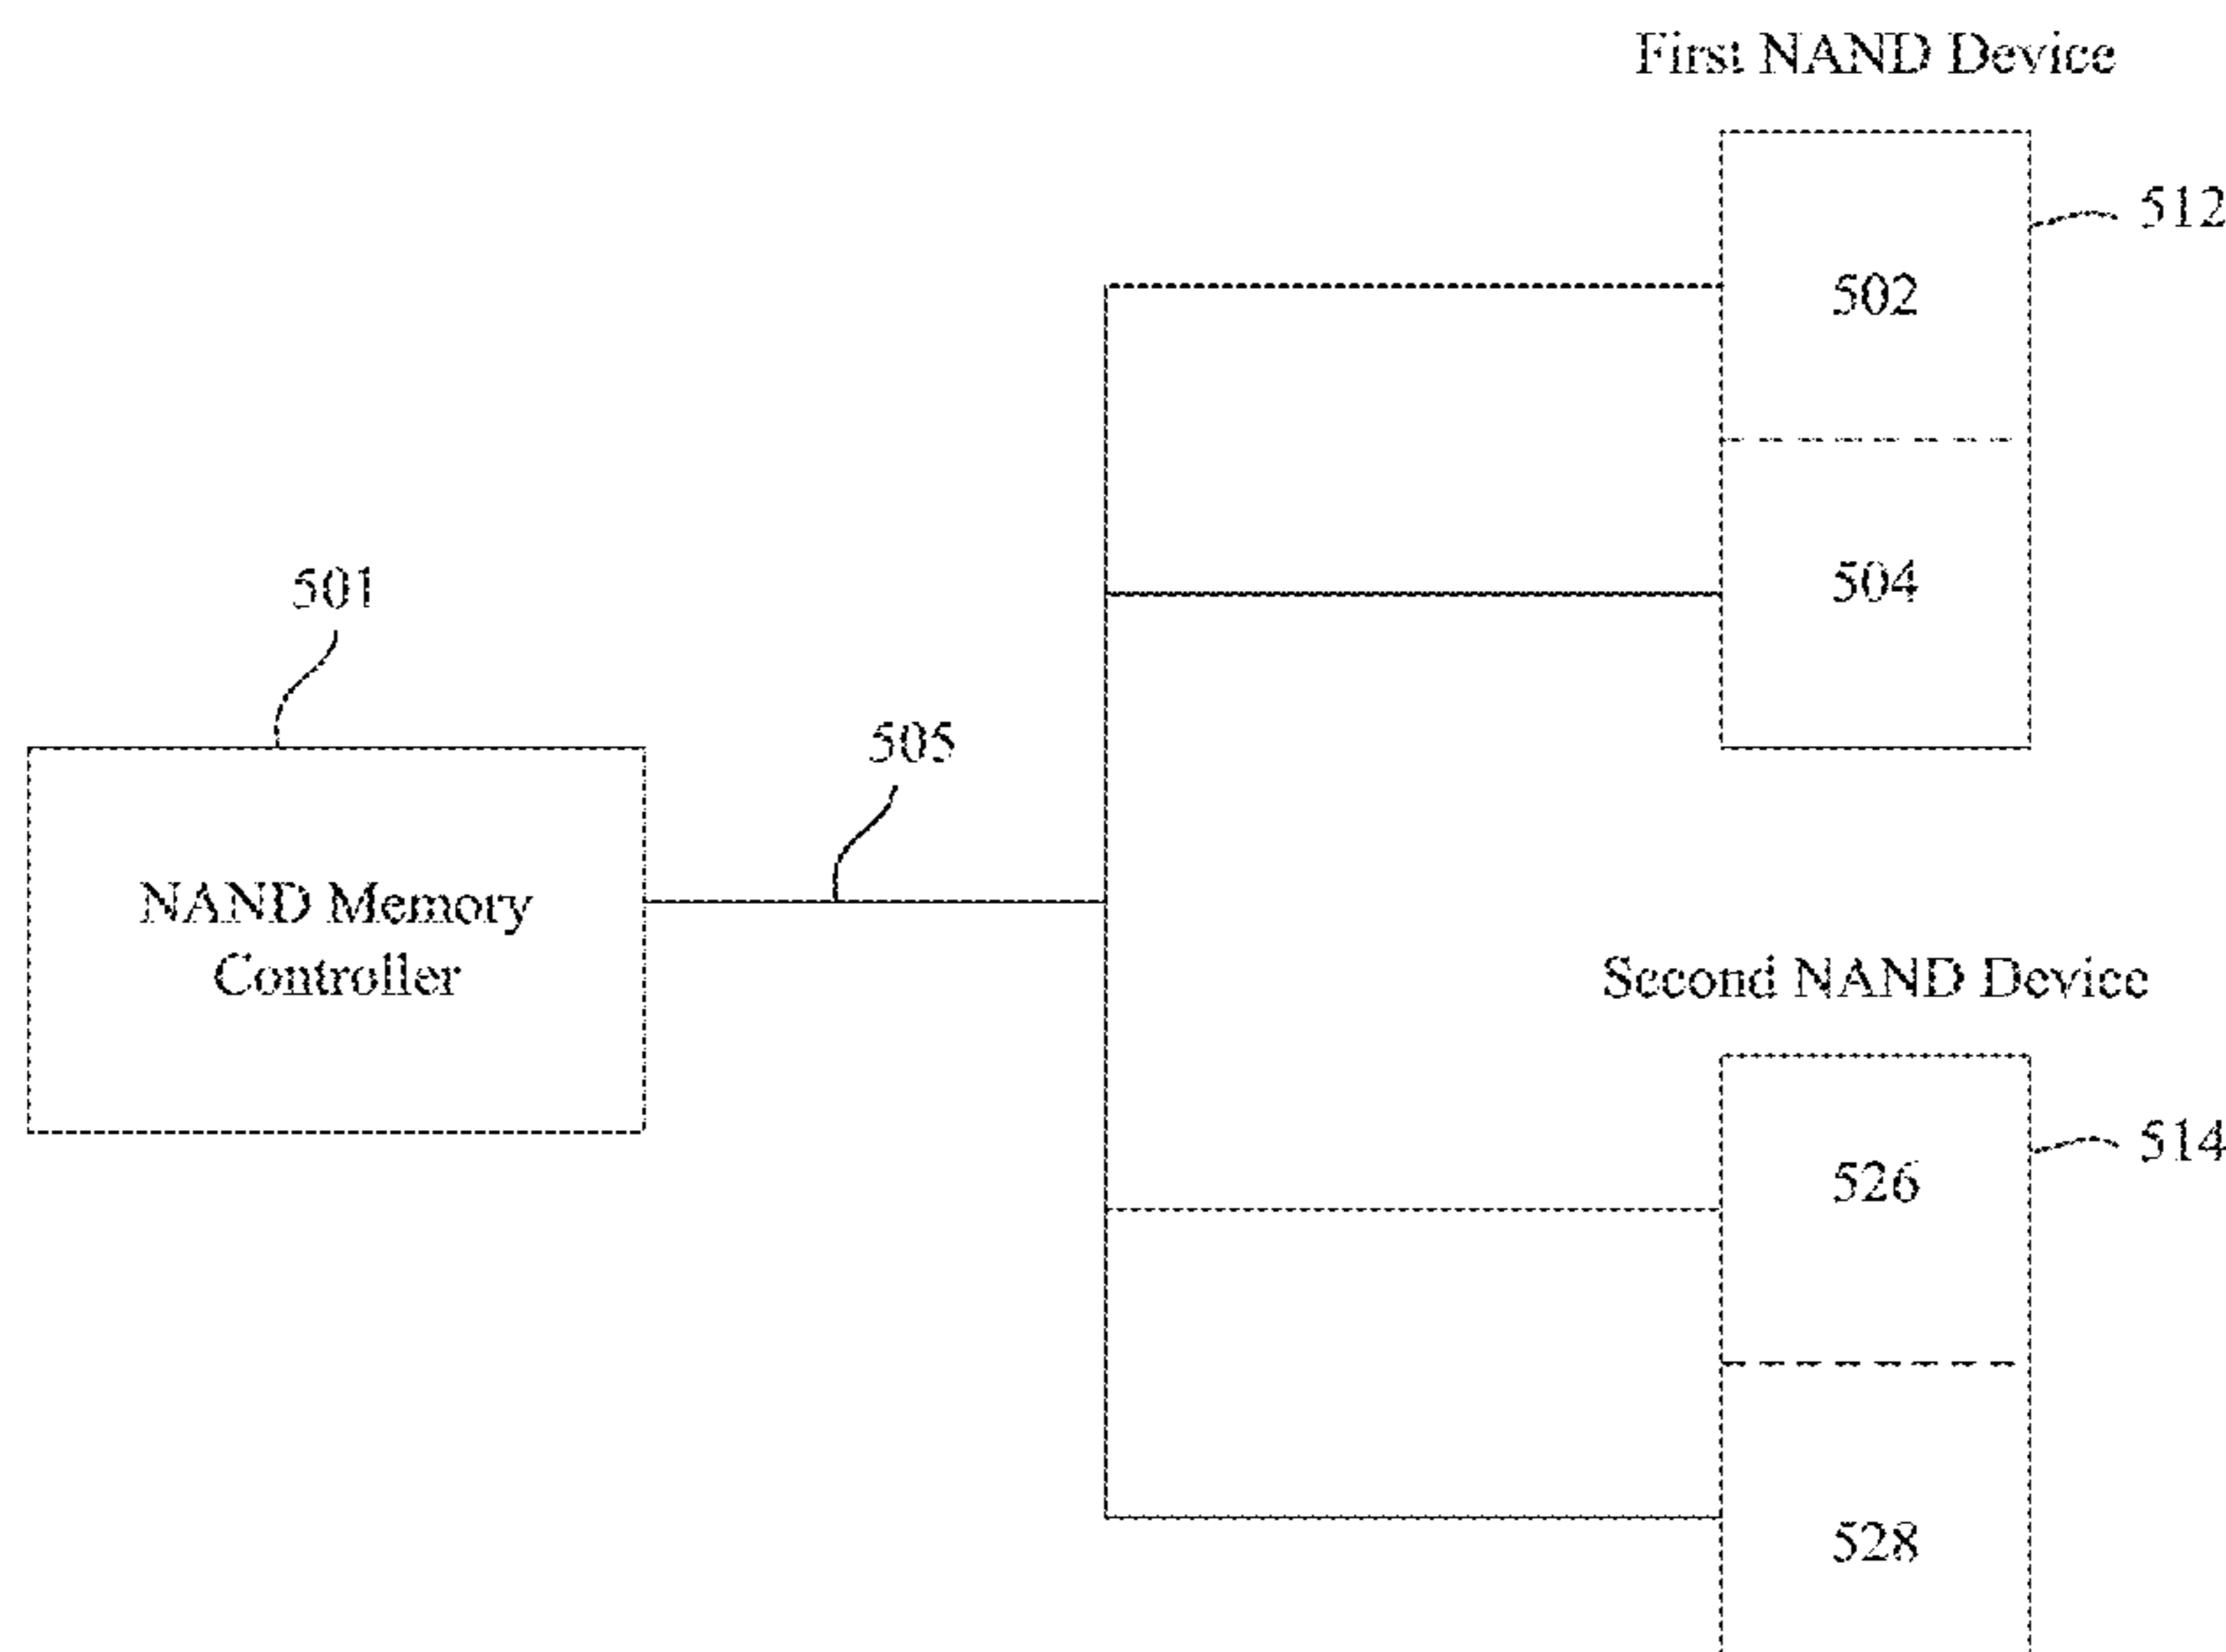 First NAND Device
512
502
504
501
505
NAND Memory
Controller
Second NAND Device
514
526
528